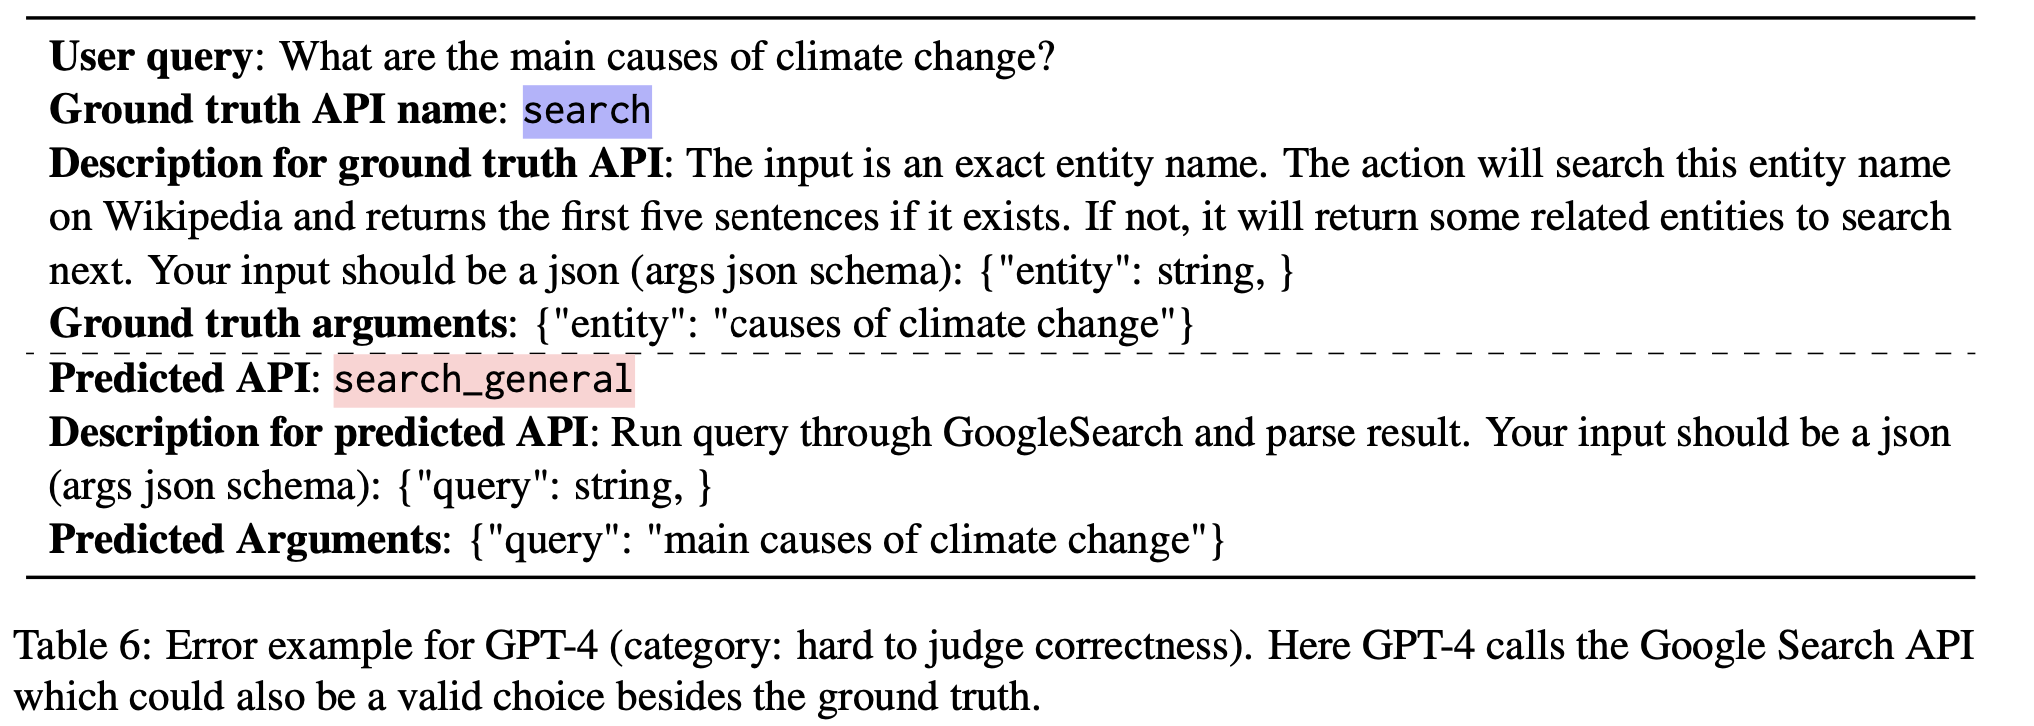 User query: What are the main causes of climate change?
Ground truth API name: search
Description for ground truth API: The input is an exact entity name. The action will search this entity name
on Wikipedia and returns the first five sentences if it exists. If not, it will return some related entities to search
next. Your input should be a json (args json schema): {"entity": string, }
Ground truth arguments: {"entity": "causes of climate change"}
Predicted API: search_general
Description for predicted API: Run query through GoogleSearch and parse result. Your input should be a json
(args json schema): {"query": string, }
Predicted Arguments: {"query": "main causes of climate change"}
Table 6: Error example for GPT-4 (category: hard to judge correctness). Here GPT-4 calls the Google Search API
which could also be a valid choice besides the ground truth.